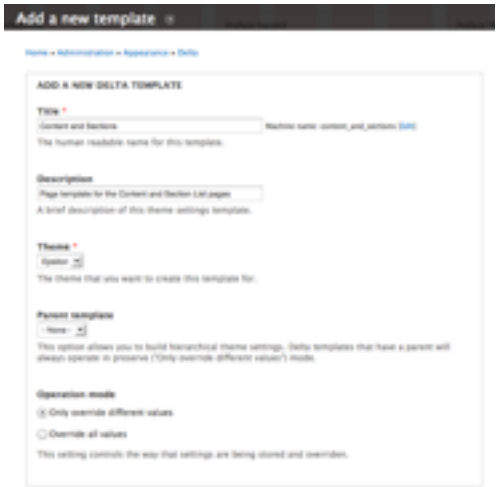 Add a new template
Home » Administration » Appearance » Delta
ADD A NEW DELTA TEMPLATE
Title *
Content and Sections
Machine name: content_and_sections [Edit]
The human readable name for this template.
Description
Page template for the Content and Section List pages
A brief description of this theme settings template.
Theme *
The theme that you want to create this template for.
Parent template
- None -
This option allows you to build hierarchical theme settings. Delta templates that have a parent will
always operate in preserve ("Only override different values") mode.
Operation mode
Only override different values
Override all values
This setting controls the way that settings are being stored and overriden.